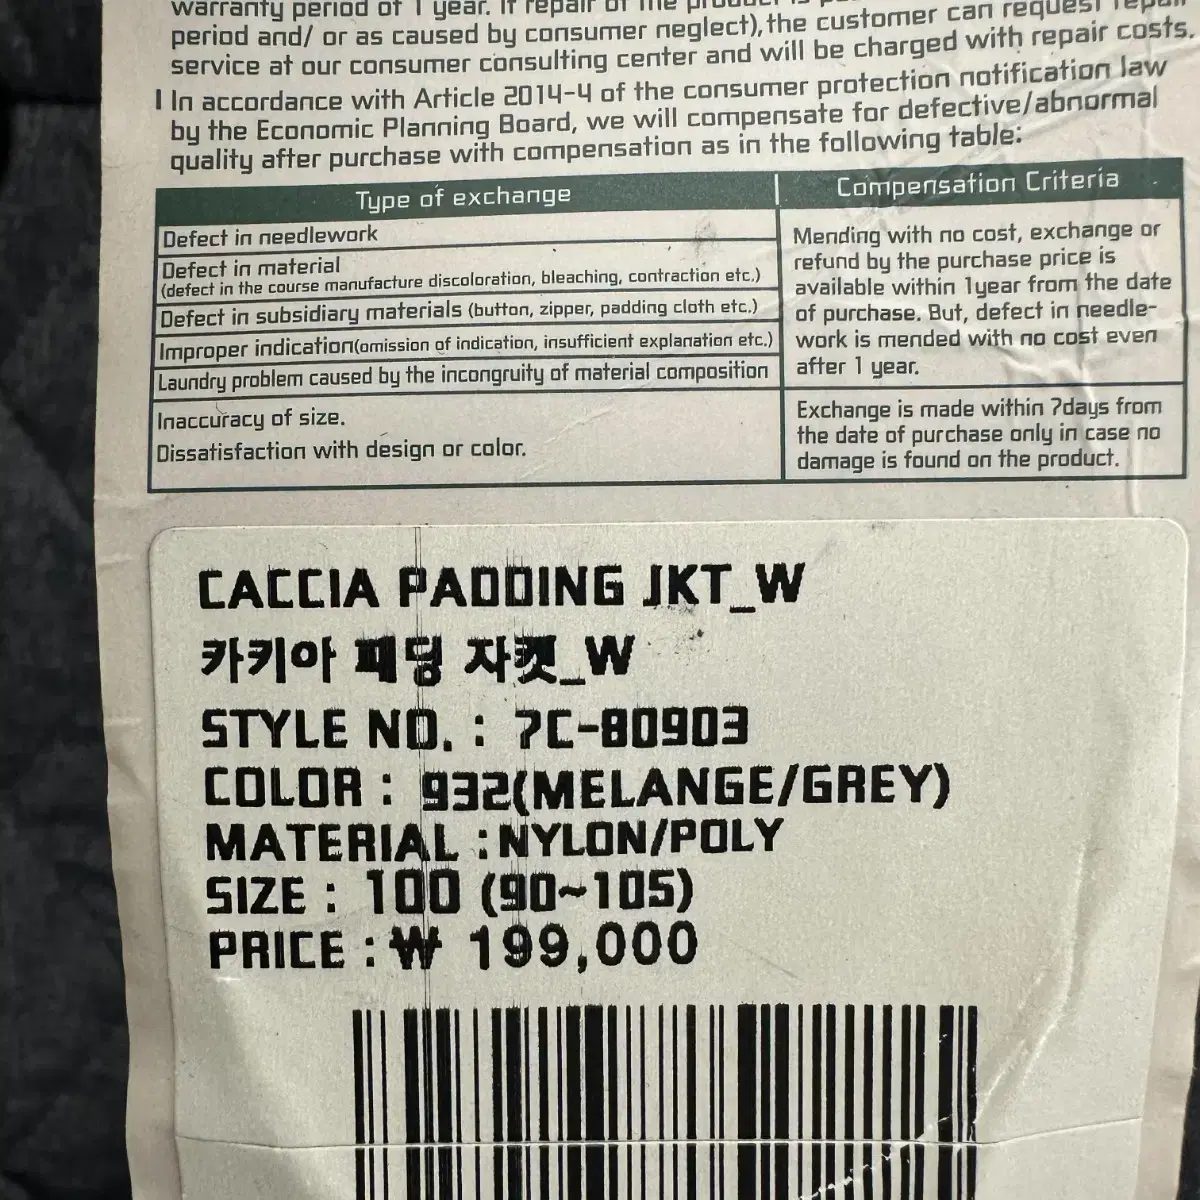 warranty period of 1 year. If repair of the product is
period and/ or as caused by consumer neglect), the customer can request repair
service at our consumer consulting center and will be charged with repair costs.
In accordance with Article 2014-4 of the consumer protection notification law
by the Economic Planning Board, we will compensate for defective/abnormal
quality after purchase with compensation as in the following table:
Type of exchange
Compensation Criteria
Defect in needlework
Defect in material
(defect in the course manufacture discoloration, bleaching, contraction etc.)
Defect in subsidiary materials (button, zipper, padding cloth etc.)
Improper indication(omission of indication, insufficient explanation etc.)
Laundry problem caused by the incongruity of material composition
Mending with no cost, exchange or
refund by the purchase price is
available within 1year from the date
of purchase. But, defect in needle-
work is mended with no cost even
after 1 year.
Inaccuracy of size.
Dissatisfaction with design or color.
Exchange is made within 7days from
the date of purchase only in case no
damage is found on the product.
CACCIA PADDING JKT_W
카키아 패딩 자켓_W
STYLE NO. : 7C-80903
COLOR : 932(MELANGE/GREY)
MATERIAL : NYLON/POLY
SIZE : 100 (90~105)
PRICE : ₩ 199,000